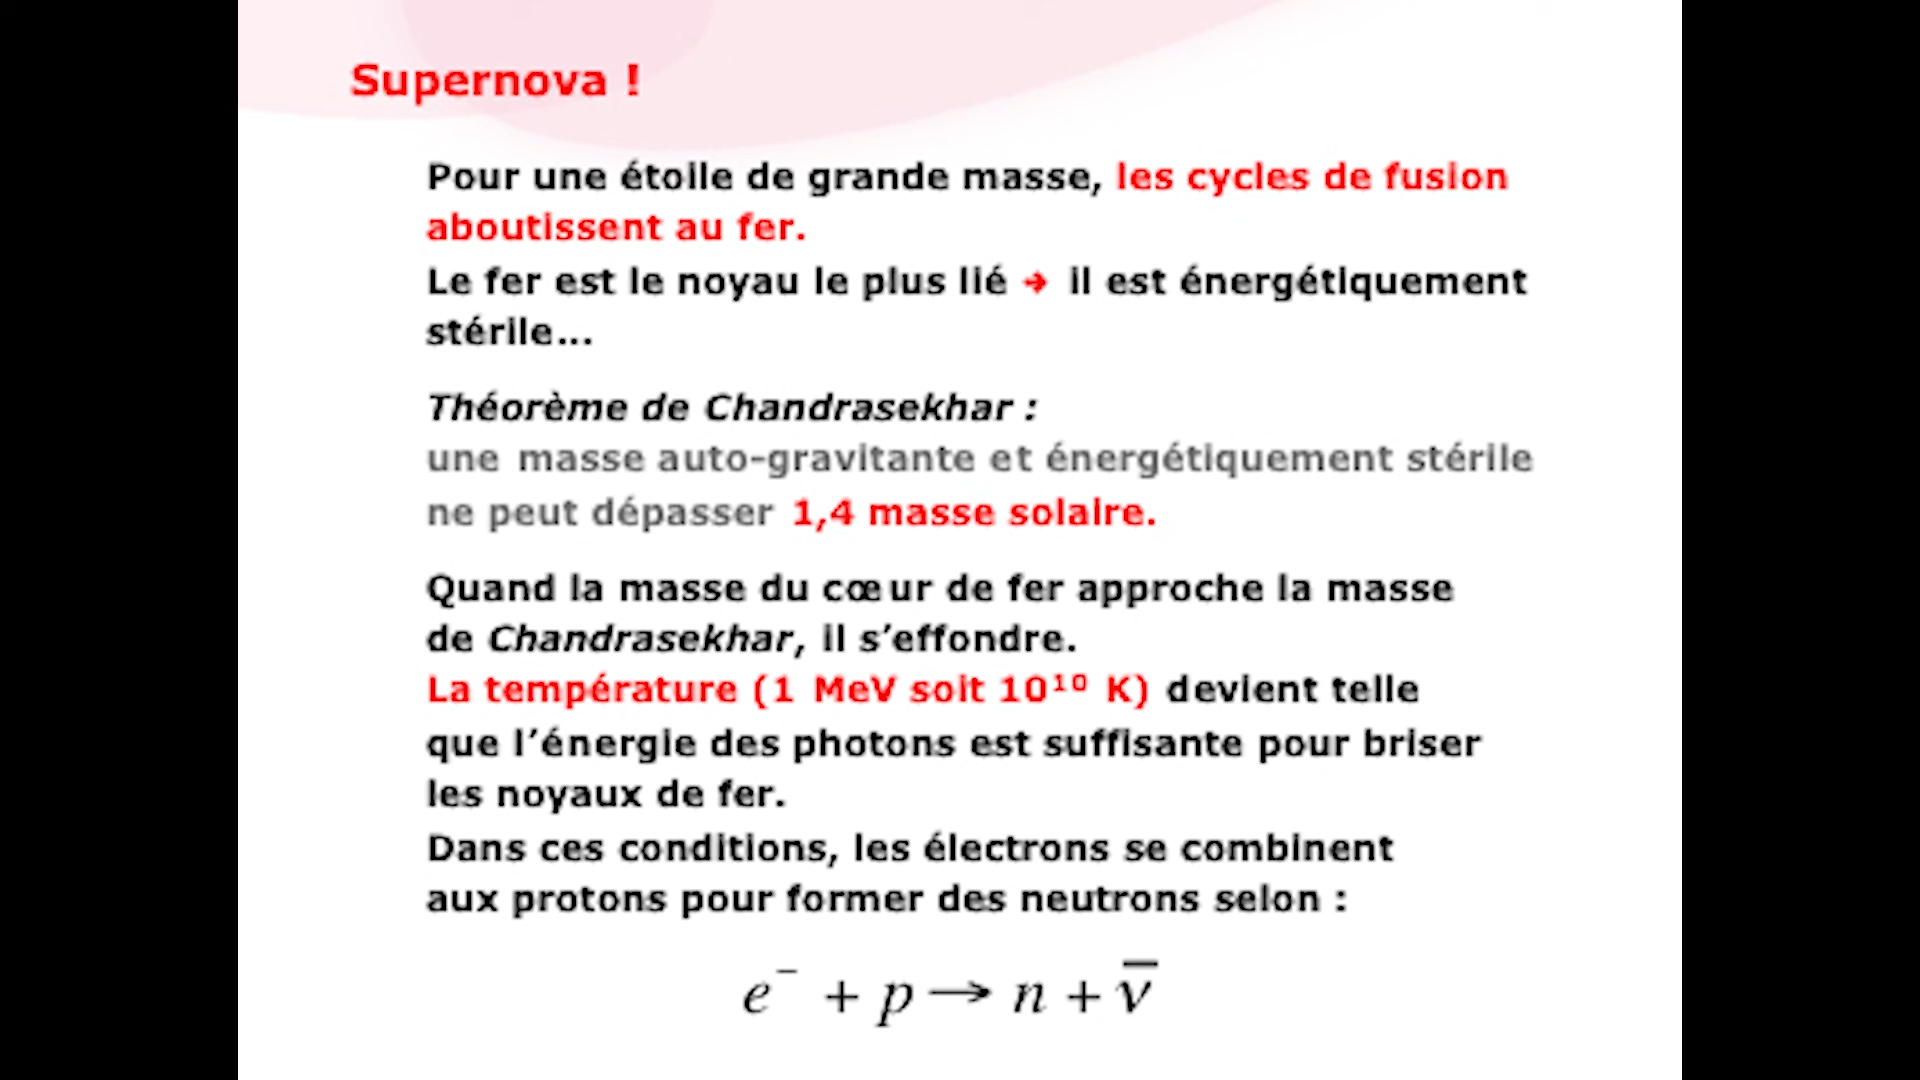 Supernova !
Pour une étoile de grande masse, les cycles de fusion
aboutissent au fer.
Le fer est le noyau le plus lié ➔ il est énergétiquement
stérile...
Théorème de Chandrasekhar :
une masse auto-gravitante et énergétiquement stérile
ne peut dépasser 1,4 masse solaire.
Quand la masse du cœur de fer approche la masse
de Chandrasekhar, il s’effondre.
La température (1 MeV soit 10¹⁰ K) devient telle
que l’énergie des photons est suffisante pour briser
les noyaux de fer.
Dans ces conditions, les électrons se combinent
aux protons pour former des neutrons selon :
e⁻ + p → n + ν̅